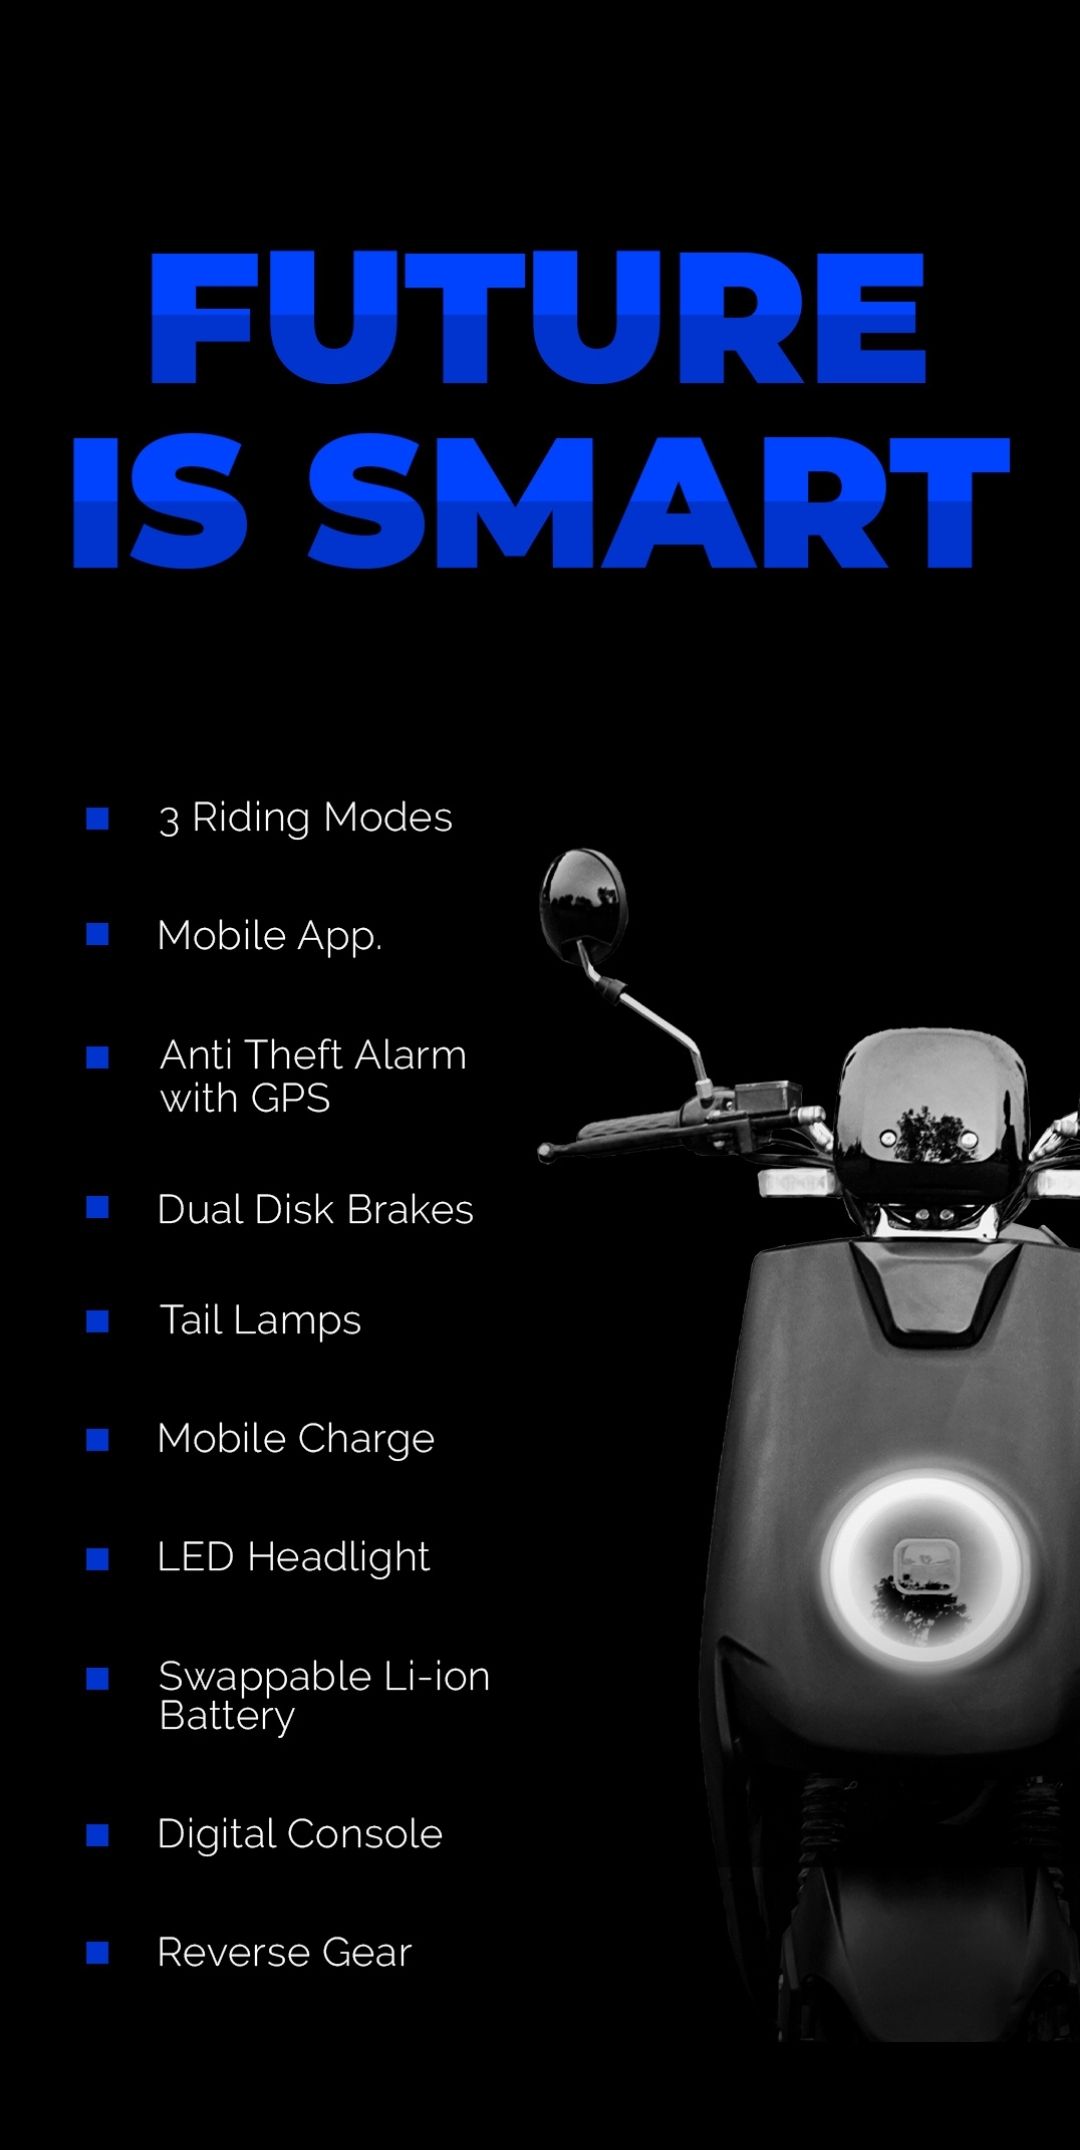 FUTURE
IS SMART
3 Riding Modes
Mobile App.
Anti Theft Alarm
with GPS
Dual Disk Brakes
Tail Lamps
Mobile Charge
LED Headlight
Swappable Li-ion
Battery
Digital Console
Reverse Gear